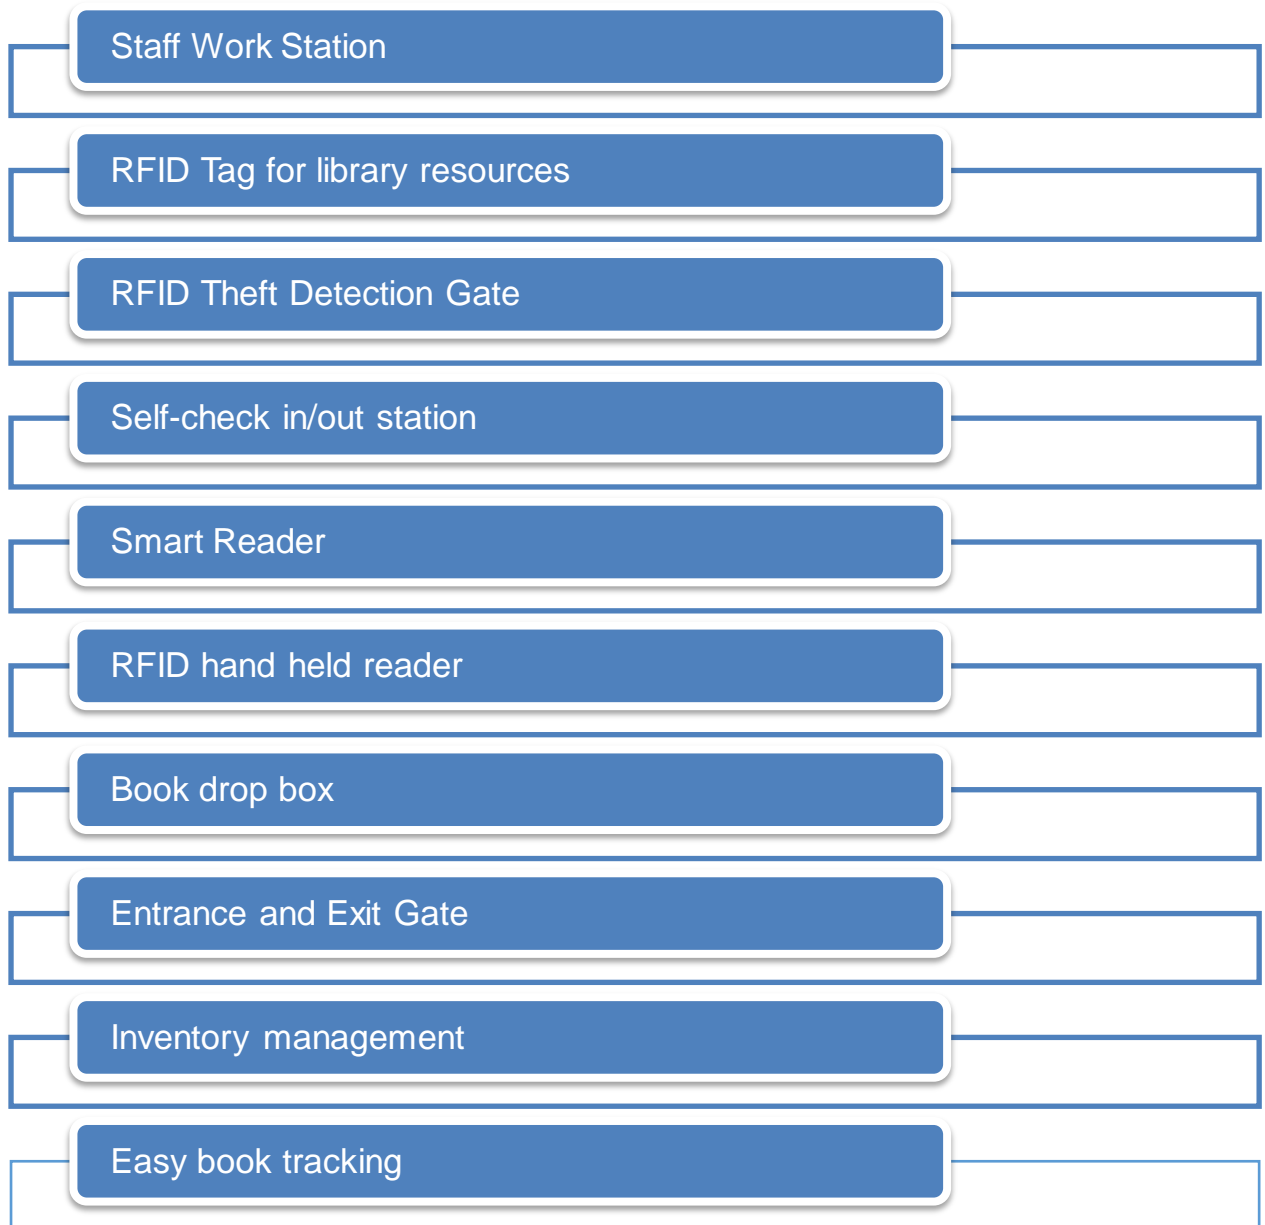 Staff Work Station
RFID Tag for library resources
RFID Theft Detection Gate
Self-check in/out station
Smart Reader
RFID hand held reader
Book drop box
Entrance and Exit Gate
Inventory management
Easy book tracking